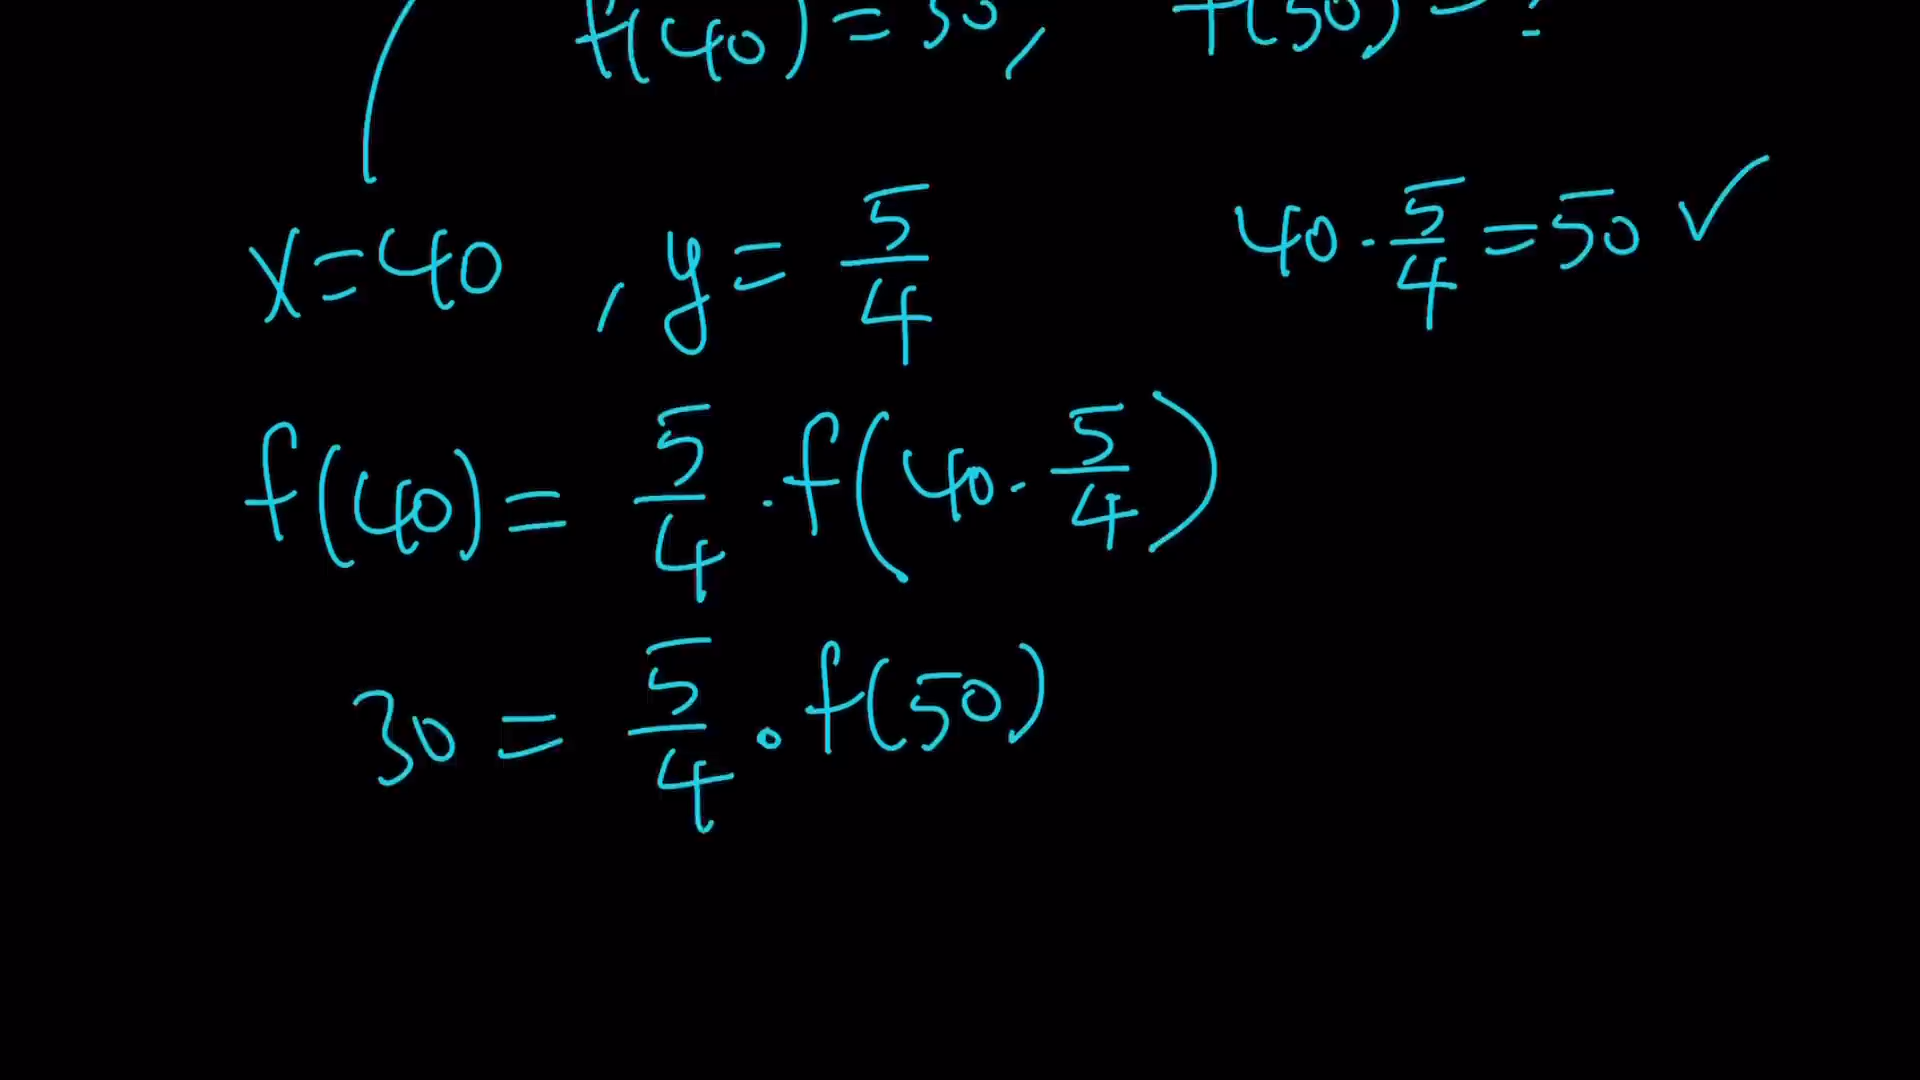 f(40) = 30, f(50) = ?
x = 40 , y = 5/4 40 · 5/4 = 50 ✓
f(40) = 5/4 · f(40 · 5/4)
30 = 5/4 · f(50)